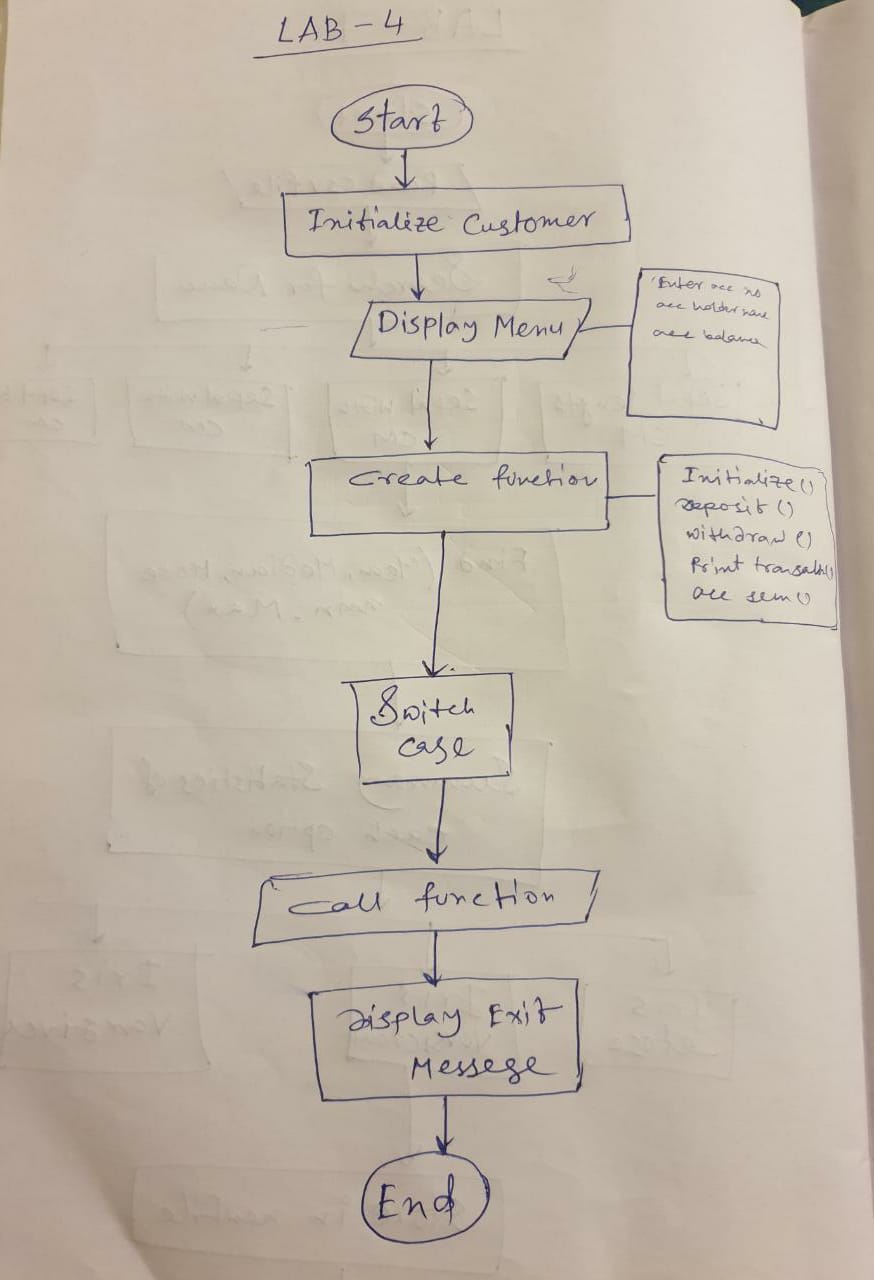 LAB-4
Start
Initialize Customer
Display Menu
Enter acc no
acc holder name
acc balance
Create function
Initialize()
Deposit()
withdraw()
Print transact()
acc sum()
Switch
case
Call function
Display Exit
Messege
End